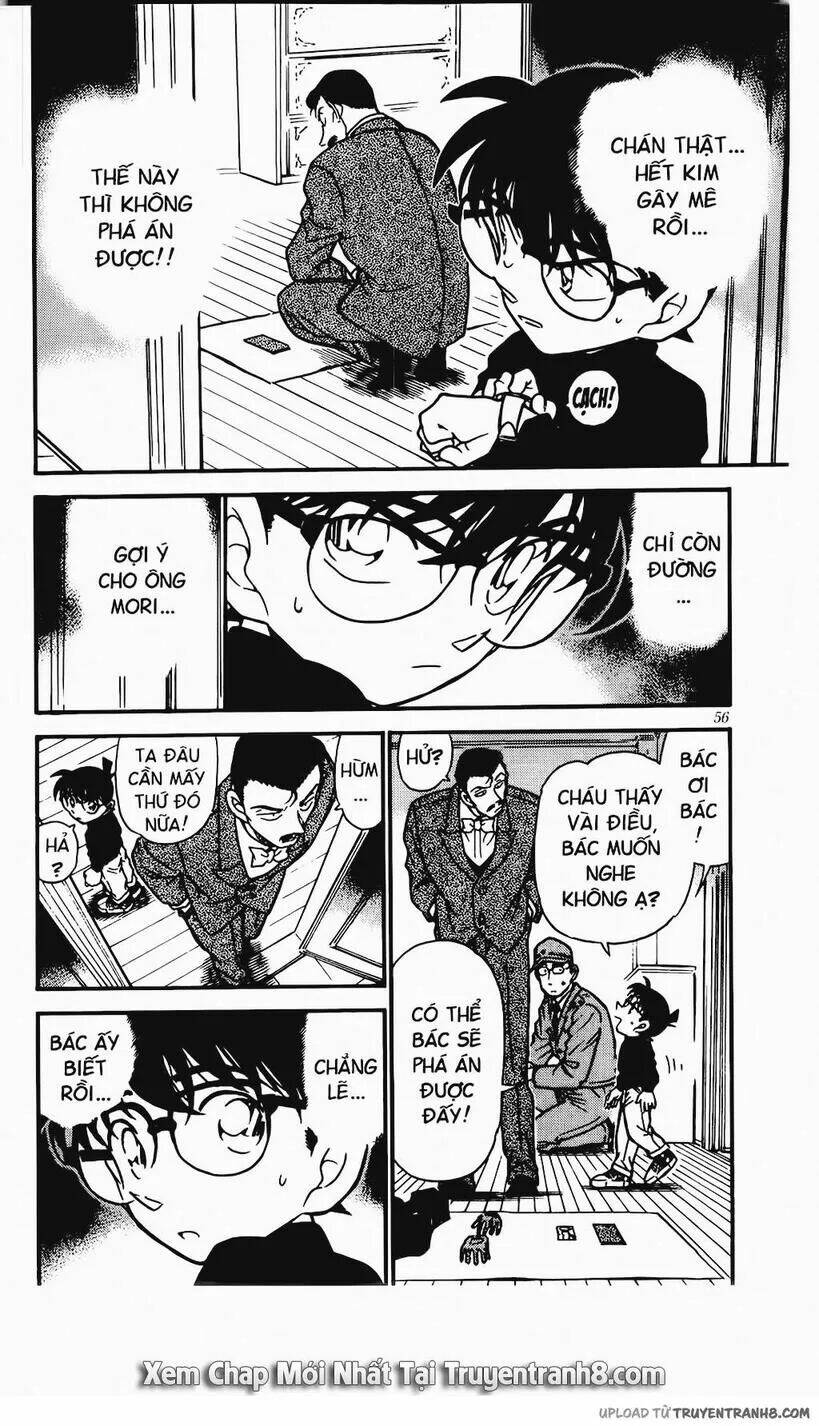 CHÁN THẬT...
HẾT KIM
GÂY MÊ
RỒI...
THẾ NÀY
THÌ KHÔNG
PHÁ ÁN
ĐƯỢC!!
CẠCH!
CHỈ CÒN
ĐƯỜNG
...
GỢI Ý
CHO ÔNG
MORI...
56
BÁC
ƠI
BÁC
!
CHÁU THẤY
VÀI ĐIỀU,
BÁC MUỐN
NGHE
KHÔNG Ạ?
HỬ?
CÓ THỂ
BÁC SẼ
PHÁ ÁN
ĐƯỢC
ĐẤY!
HỪM
...
TA ĐÂU
CẦN MẤY
THỨ ĐÓ
NỮA!
HẢ
?
CHẲNG
LẼ...
BÁC ẤY
BIẾT
RỒI...
Xem Chap Mới Nhất Tại Truyentranh8.com
UPLOAD TỪ TRUYENTRANH8.COM